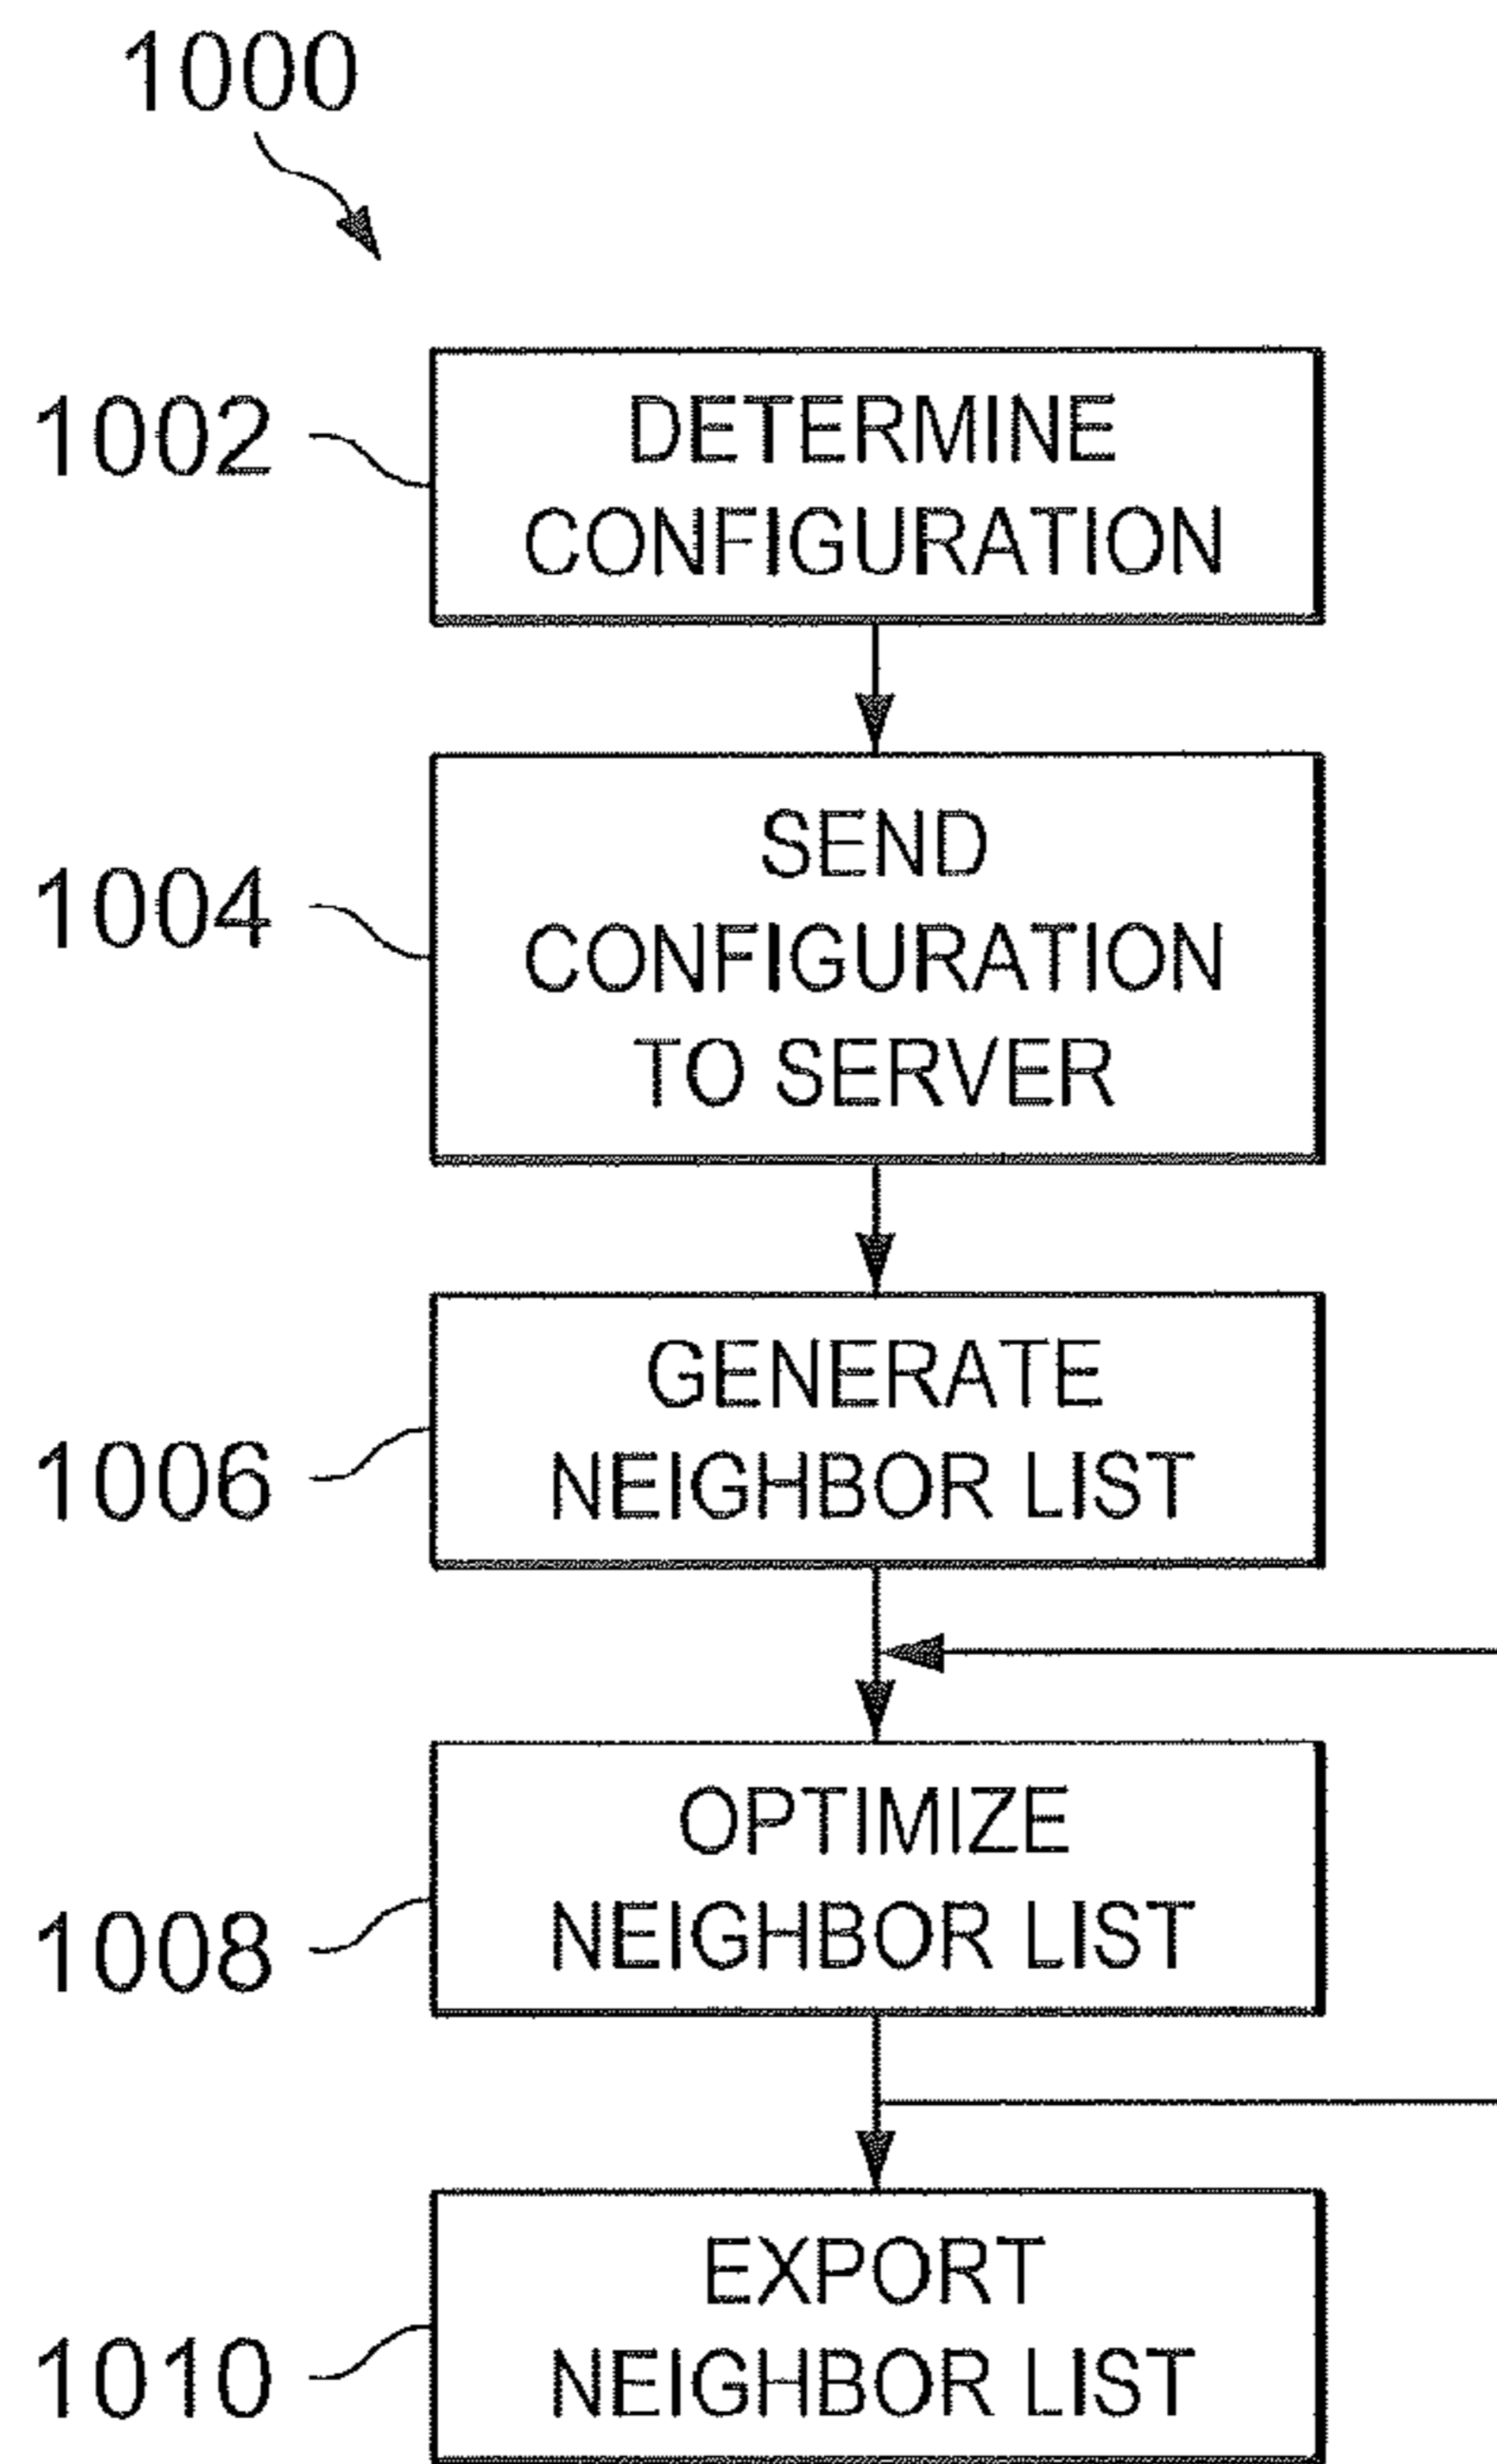 1000
1002
DETERMINE
CONFIGURATION
1004
SEND
CONFIGURATION
TO SERVER
1006
GENERATE
NEIGHBOR LIST
1008
OPTIMIZE
NEIGHBOR LIST
1010
EXPORT
NEIGHBOR LIST